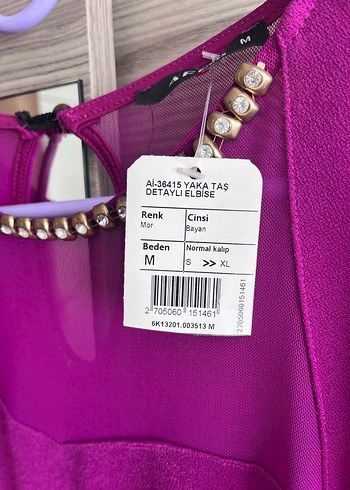 M
Aİ-36415 YAKA TAŞ
DETAYLI ELBİSE
Renk
Mor
Cinsi
Bayan
Beden
M
Normal kalıp
S >> XL
2 705060 151461
6K13201.003513 M
2705060151461